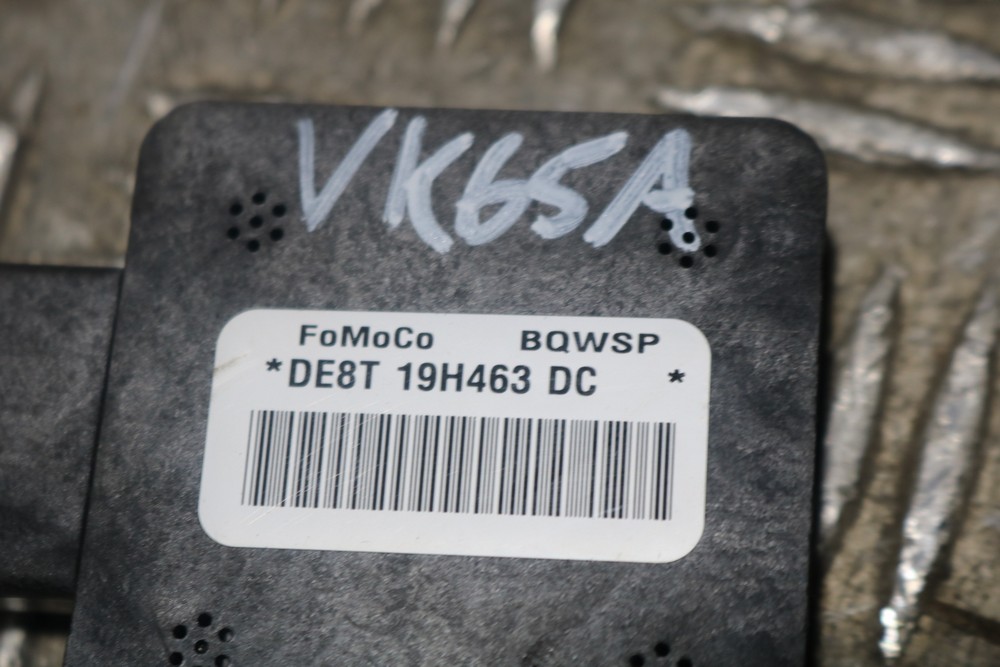 VK65A
FoMoCo BQWSP
*DE8T 19H463 DC *